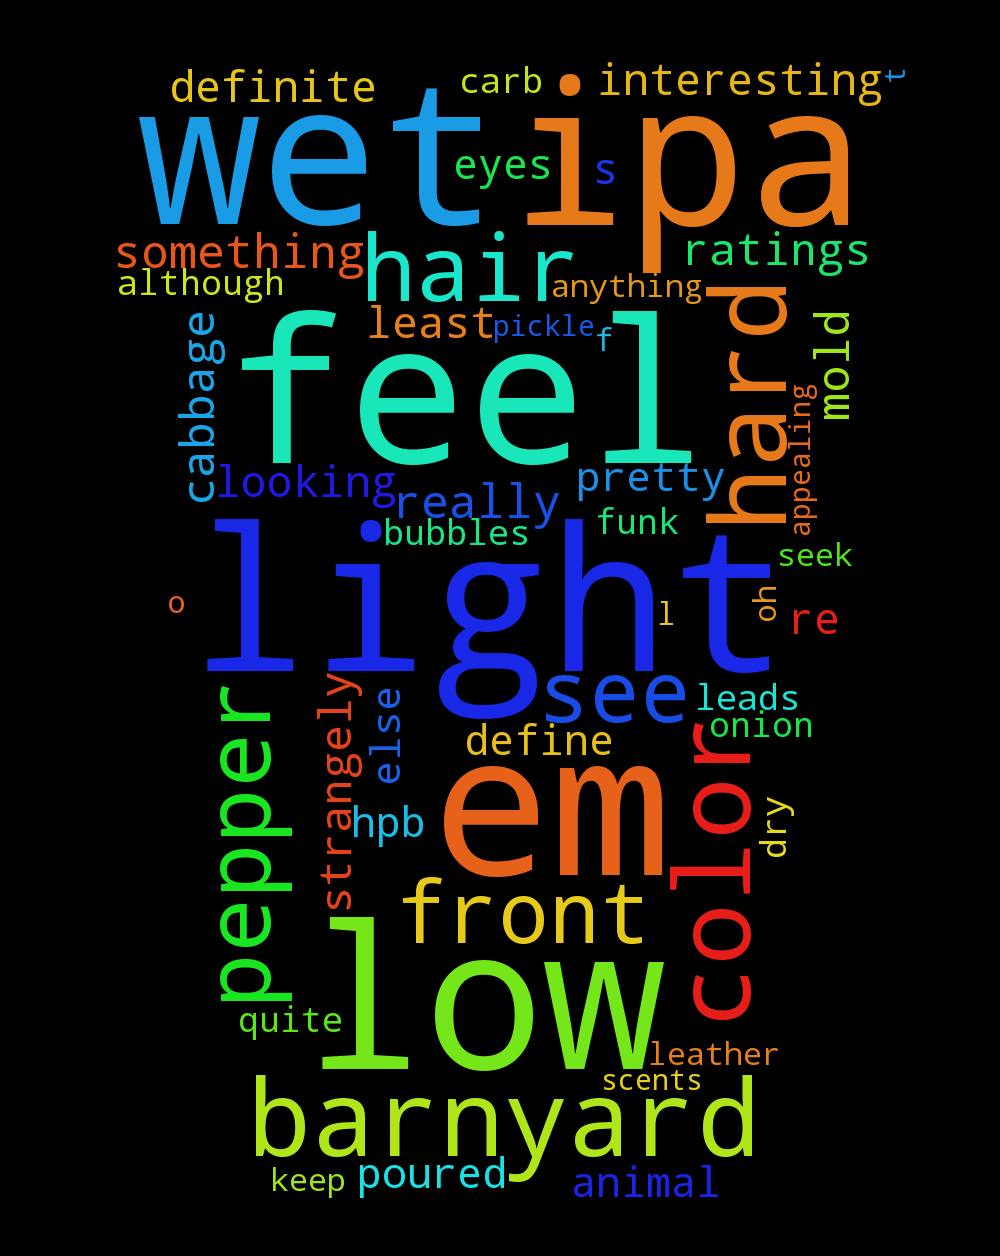 definite
carb
interesting
t
wet
ipa
eyes
s
something
hair
ratings
although
anything
least
pickle
f
hard
mold
cabbage
feel
appealing
looking
really
pretty
bubbles
funk
seek
light
o
l
oh
re
pepper
strangely
else
see
leads
onion
define
color
hpb
em
dry
front
low
quite
leather
scents
barnyard
keep
poured
animal